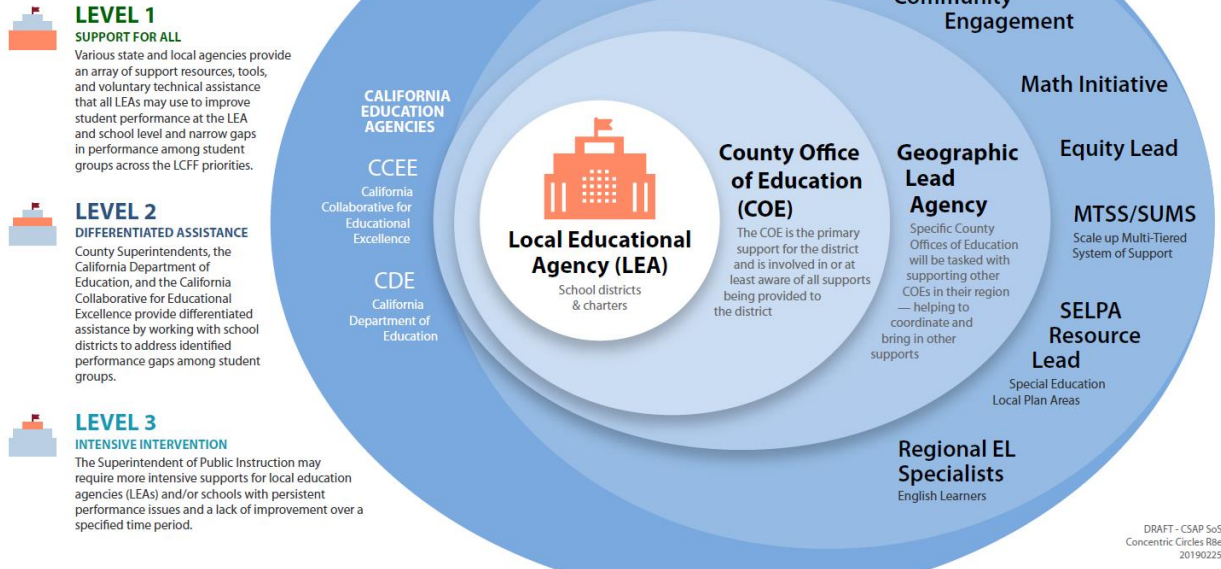 LEVEL 1
SUPPORT FOR ALL
Various state and local agencies provide
an array of support resources, tools,
and voluntary technical assistance
that all LEAs may use to improve
student performance at the LEA
and school level and narrow gaps
in performance among student
groups across the LCFF priorities.
LEVEL 2
DIFFERENTIATED ASSISTANCE
County Superintendents, the
California Department of
Education, and the California
Collaborative for Educational
Excellence provide differentiated
assistance by working with school
districts to address identified
performance gaps among student
groups.
LEVEL 3
INTENSIVE INTERVENTION
The Superintendent of Public Instruction may
require more intensive supports for local education
agencies (LEAs) and/or schools with persistent
performance issues and a lack of improvement over a
specified time period.
CALIFORNIA
EDUCATION
AGENCIES
CCEE
California
Collaborative for
Educational
Excellence
CDE
California
Department of
Education
Local Educational
Agency (LEA)
School districts
& charters
County Office
of Education
(COE)
The COE is the primary
support for the district
and is involved in or at
least aware of all supports
being provided to
the district
Geographic
Lead
Agency
Specific County
Offices of Education
will be tasked with
supporting other
COEs in their region
— helping to
coordinate and
bring in other
supports
Community
Engagement
Math Initiative
Equity Lead
MTSS/SUMS
Scale up Multi-Tiered
System of Support
SELPA
Resource
Lead
Special Education
Local Plan Areas
Regional EL
Specialists
English Learners
DRAFT - CSAP SoS
Concentric Circles R8e
20190225